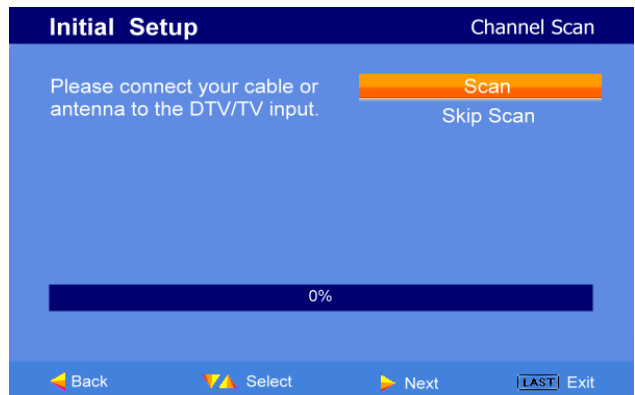 Initial Setup
Channel Scan
Please connect your cable or
antenna to the DTV/TV input.
Scan
Skip Scan
0%
Back Select Next LAST Exit